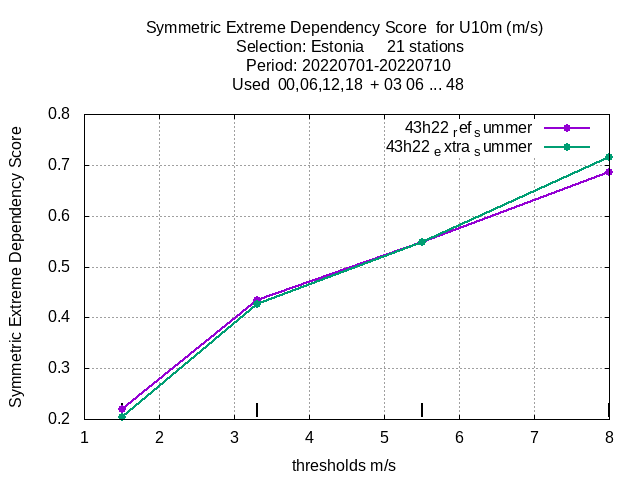 Symmetric Extreme Dependency Score  for U10m (m/s)
Selection: Estonia     21 stations
Period: 20220701-20220710
Used  00,06,12,18  + 03 06 ... 48
43h22 ref summer
43h22 extra summer
Symmetric Extreme Dependency Score
0.8
0.7
0.6
0.5
0.4
0.3
0.2
1 2 3 4 5 6 7 8
thresholds m/s